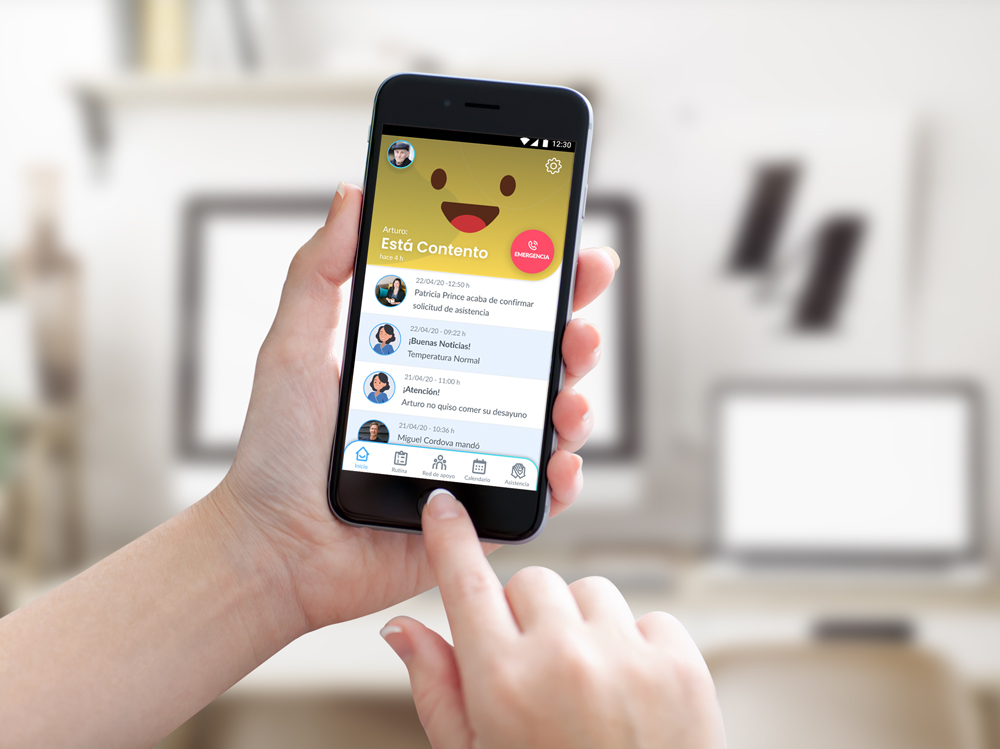 12:30
Arturo:
Está Contento
hace 4 h
EMERGENCIA
22/04/20 -12:50 h
Patricia Prince acaba de confirmar
solicitud de asistencia
22/04/20 - 09:22 h
¡Buenas Noticias!
Temperatura Normal
21/04/20 - 11:00 h
¡Atención!
Arturo no quiso comer su desayuno
21/04/20 - 10:36 h
Miguel Cordova mandó
Inicio
Rutina
Red de apoyo
Calendario
Asistencia